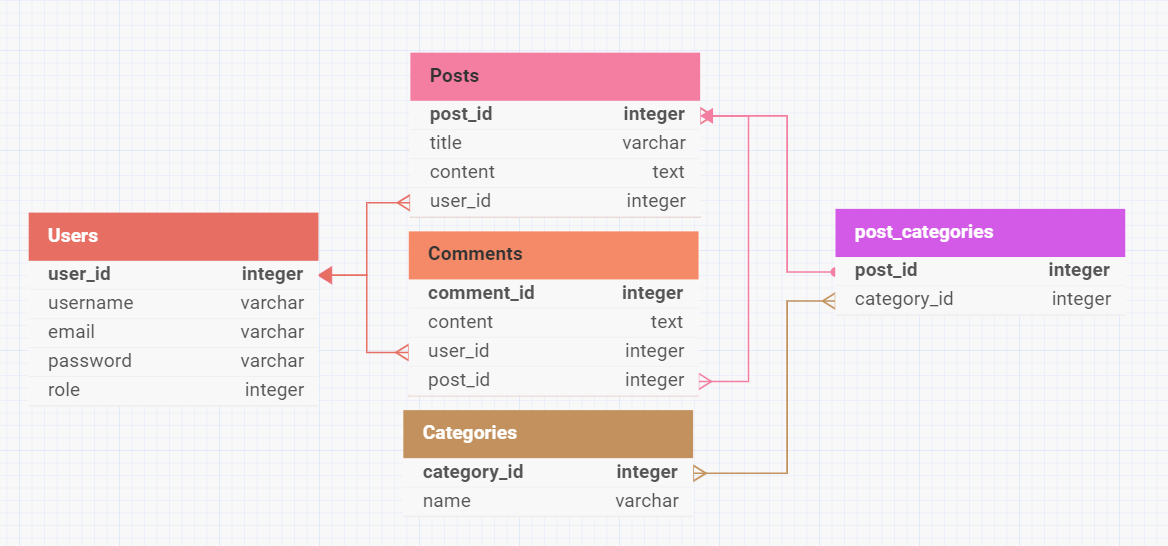 Posts
post_id integer
title varchar
content text
user_id integer
Users
user_id integer
username varchar
email varchar
password varchar
role integer
Comments
comment_id integer
content text
user_id integer
post_id integer
Categories
category_id integer
name varchar
post_categories
post_id integer
category_id integer